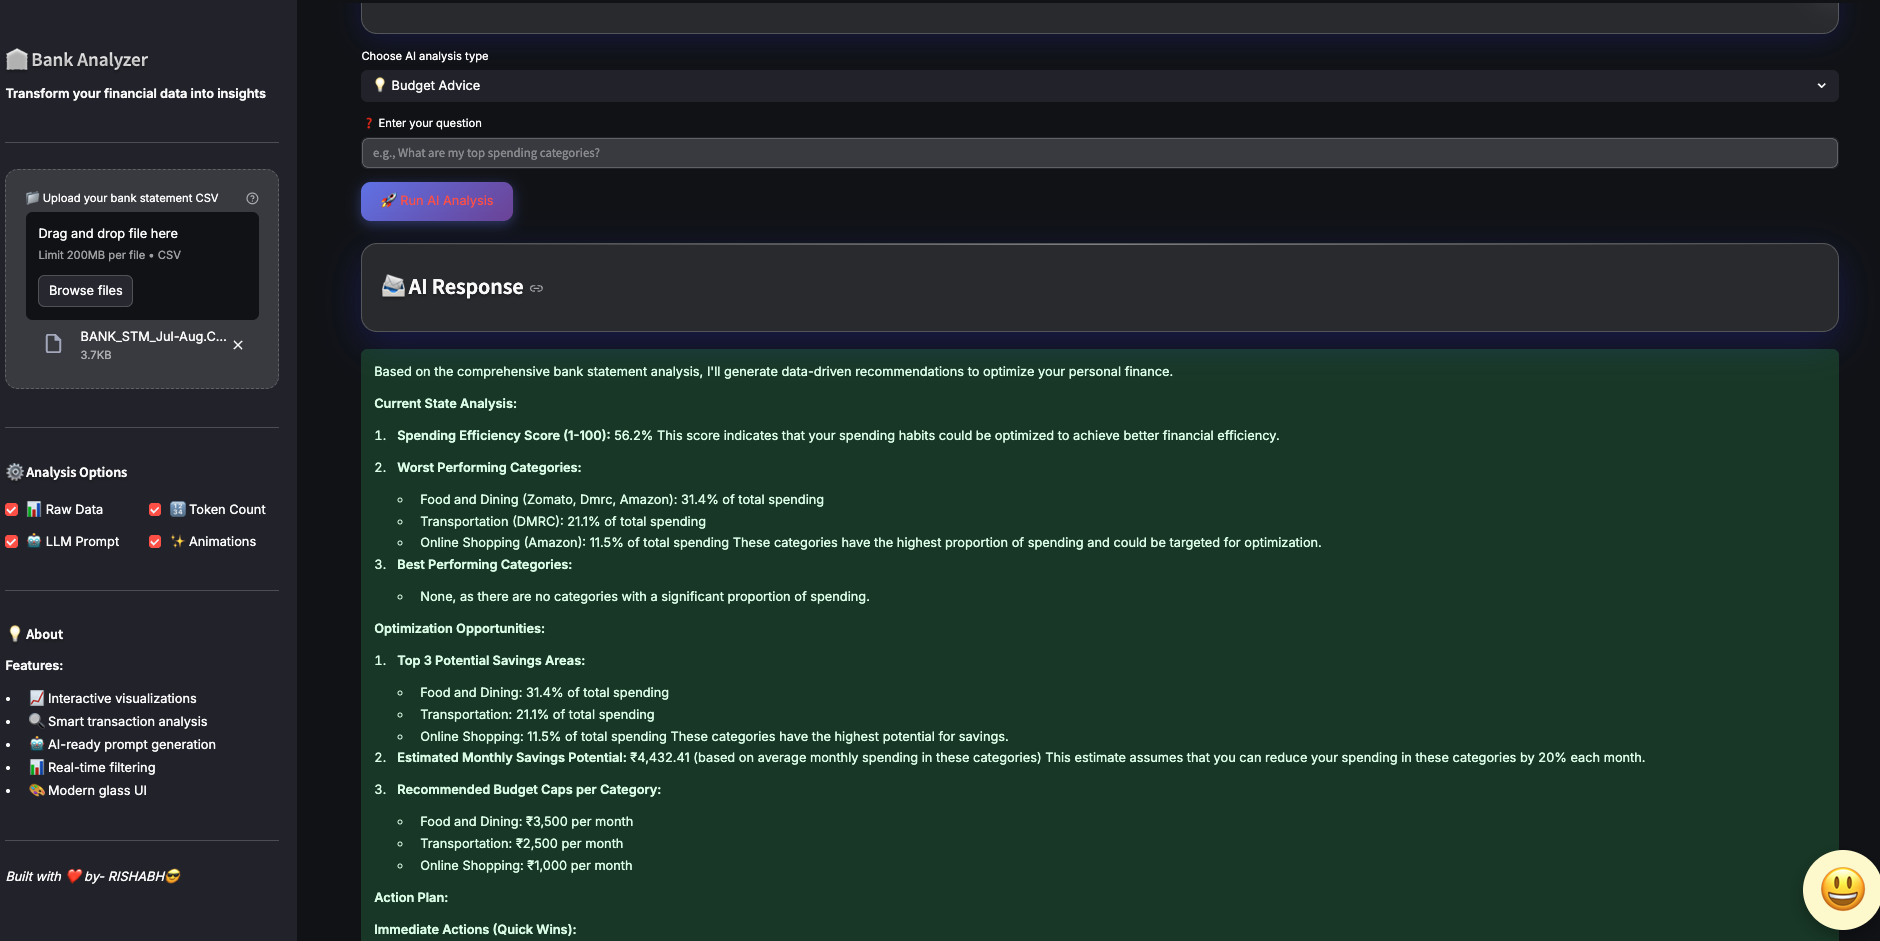 Bank Analyzer
Transform your financial data into insights
Upload your bank statement CSV
Drag and drop file here
Limit 200MB per file • CSV
Browse files
BANK_STM_Jul-Aug.C...
3.7KB
Analysis Options
Raw Data
Token Count
LLM Prompt
Animations
About
Features:
• Interactive visualizations
• Smart transaction analysis
• AI-ready prompt generation
• Real-time filtering
• Modern glass UI
Built with ❤️ by- RISHABH😎
Choose AI analysis type
Budget Advice
❓ Enter your question
e.g., What are my top spending categories?
🚀 Run AI Analysis
AI Response
Based on the comprehensive bank statement analysis, I'll generate data-driven recommendations to optimize your personal finance.
Current State Analysis:
1. Spending Efficiency Score (1-100): 56.2% This score indicates that your spending habits could be optimized to achieve better financial efficiency.
2. Worst Performing Categories:
Food and Dining (Zomato, Dmrc, Amazon): 31.4% of total spending
Transportation (DMRC): 21.1% of total spending
Online Shopping (Amazon): 11.5% of total spending These categories have the highest proportion of spending and could be targeted for optimization.
3. Best Performing Categories:
None, as there are no categories with a significant proportion of spending.
Optimization Opportunities:
1. Top 3 Potential Savings Areas:
Food and Dining: 31.4% of total spending
Transportation: 21.1% of total spending
Online Shopping: 11.5% of total spending These categories have the highest potential for savings.
2. Estimated Monthly Savings Potential: ₹4,432.41 (based on average monthly spending in these categories) This estimate assumes that you can reduce your spending in these categories by 20% each month.
3. Recommended Budget Caps per Category:
Food and Dining: ₹3,500 per month
Transportation: ₹2,500 per month
Online Shopping: ₹1,000 per month
Action Plan:
Immediate Actions (Quick Wins):